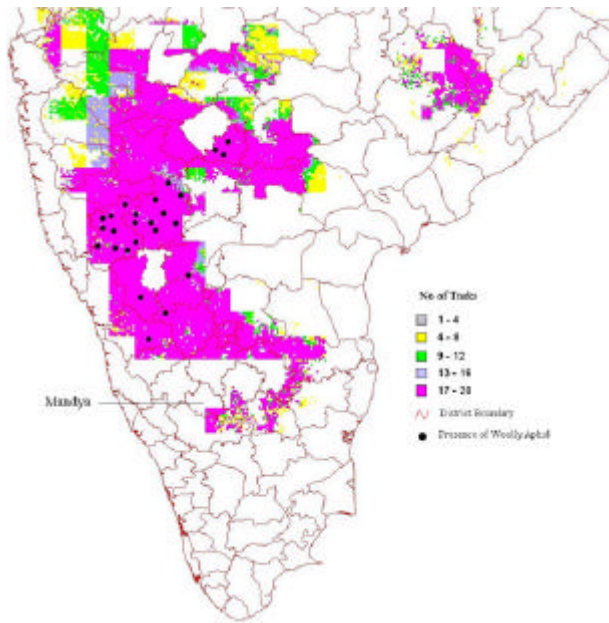 No of Trials
1 - 4
4 - 8
9 - 12
13 - 16
17 - 20
Mandya
District Boundary
Presence of Woolly Aphid